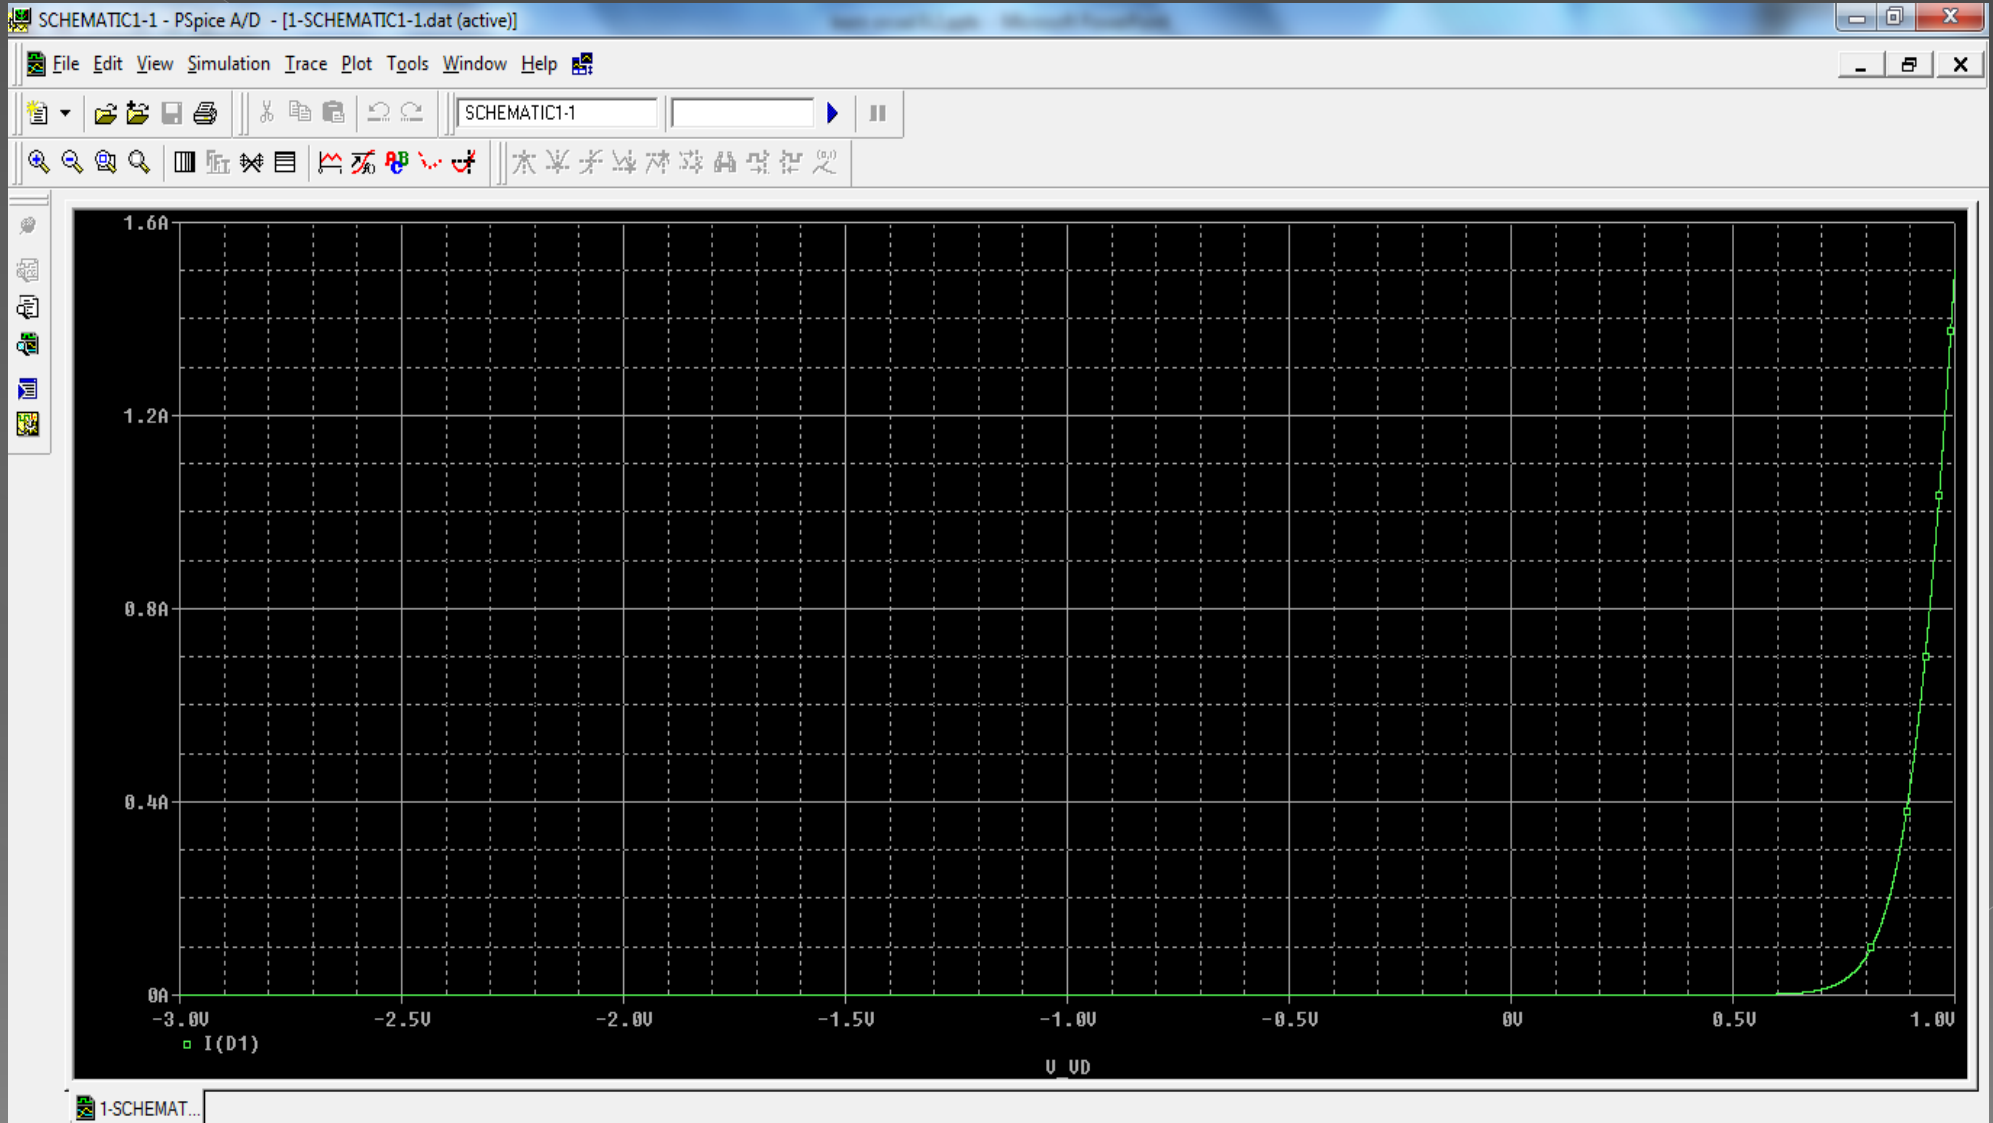 SCHEMATIC1-1 - PSpice A/D - [1-SCHEMATIC1-1.dat (active)]
File Edit View Simulation Trace Plot Tools Window Help
SCHEMATIC1-1
1.6A
1.2A
0.8A
0.4A
0A
-3.0V -2.5V -2.0V -1.5V -1.0V -0.5V 0V 0.5V 1.0V
I(D1)
V_VD
1-SCHEMAT...